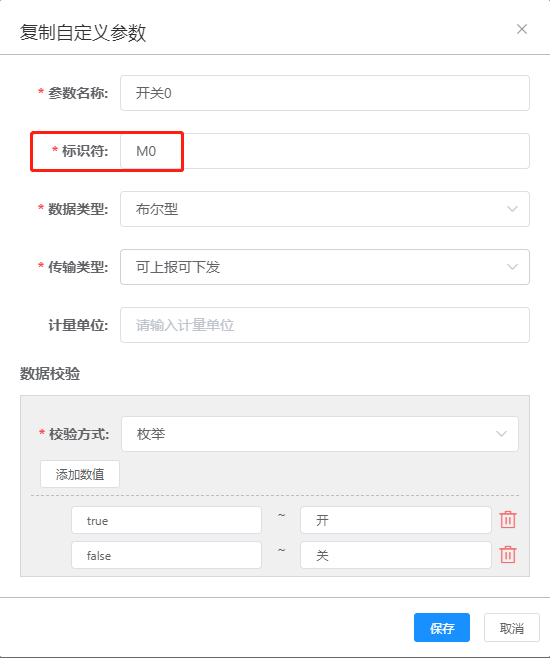 复制自定义参数
* 参数名称: 开关0
* 标识符: M0
* 数据类型: 布尔型
* 传输类型: 可上报可下发
计量单位: 请输入计量单位
数据校验
* 校验方式: 枚举
添加数值
true ~ 开
false ~ 关
保存 取消